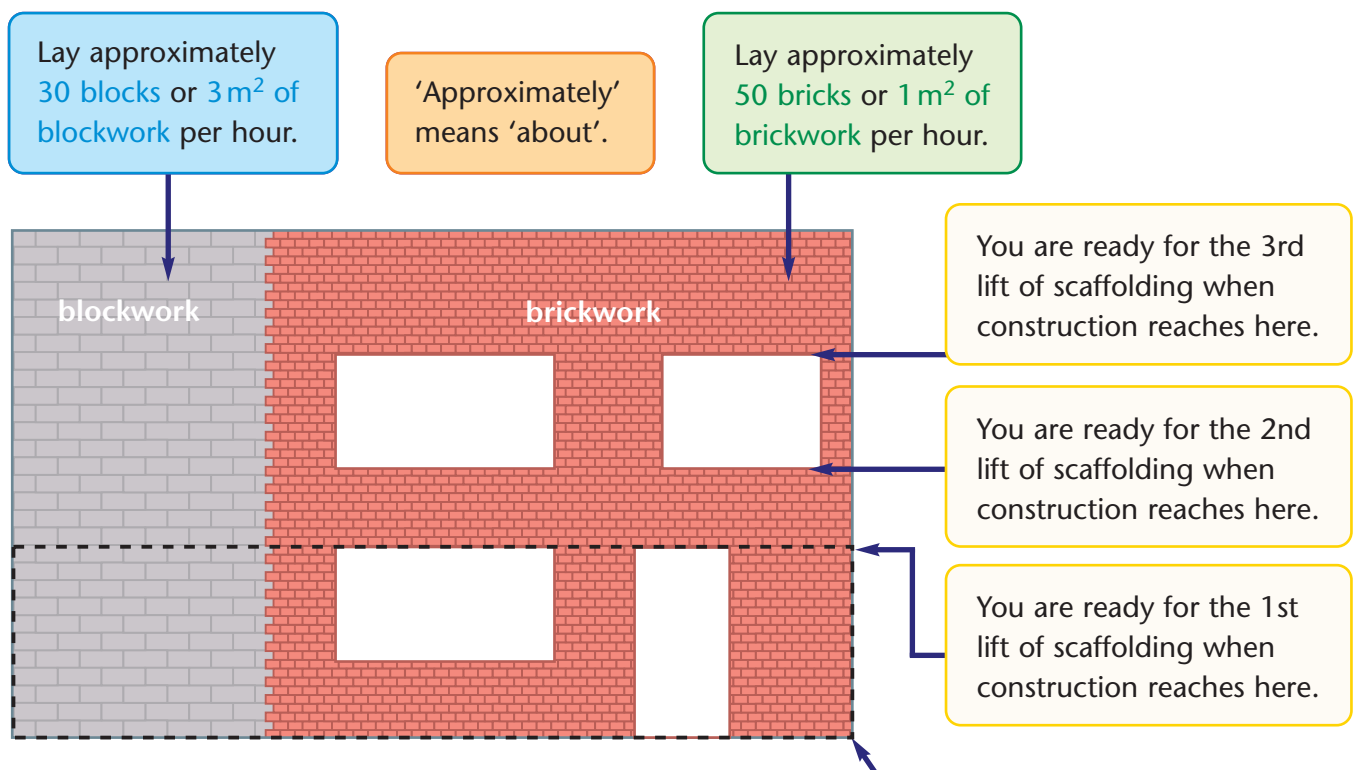 Lay approximately
30 blocks or 3 m² of
blockwork per hour.
‘Approximately’
means ‘about’.
Lay approximately
50 bricks or 1 m² of
brickwork per hour.
You are ready for the 3rd
lift of scaffolding when
construction reaches here.
blockwork
brickwork
You are ready for the 2nd
lift of scaffolding when
construction reaches here.
You are ready for the 1st
lift of scaffolding when
construction reaches here.